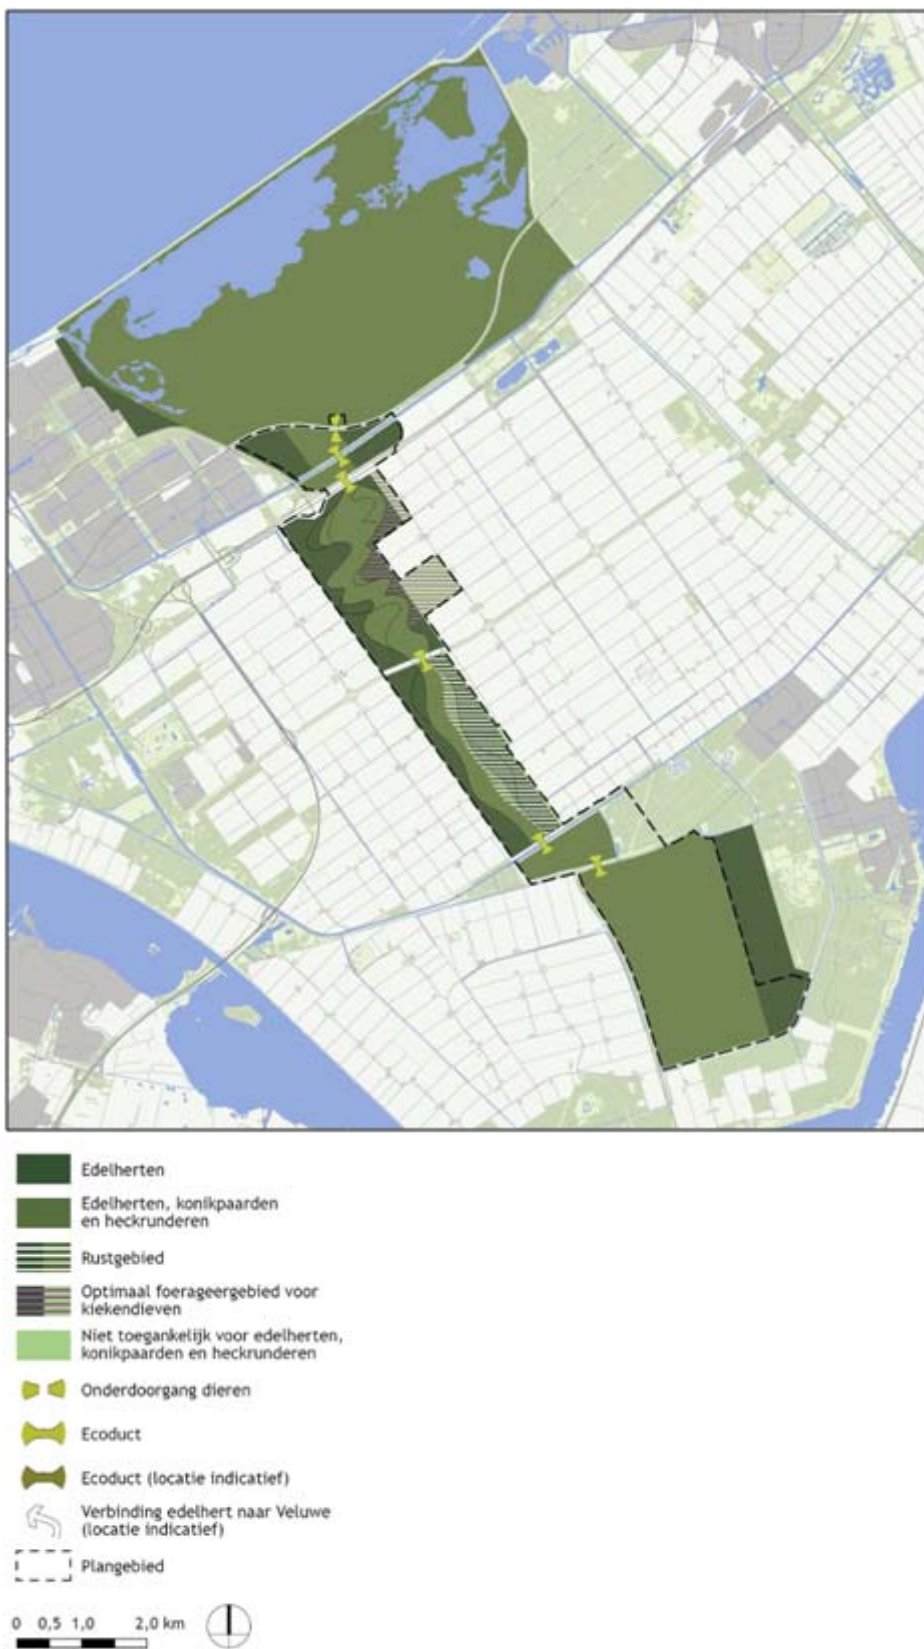 Edelherten
Edelherten, konikpaarden
en heckrunderen
Rustgebied
Optimaal foerageergebied voor
kiekendieven
Niet toegankelijk voor edelherten,
konikpaarden en heckrunderen
Onderdoorgang dieren
Ecoduct
Ecoduct (locatie indicatief)
Verbinding edelhert naar Veluwe
(locatie indicatief)
Plangebied
0 0,5 1,0 2,0 km